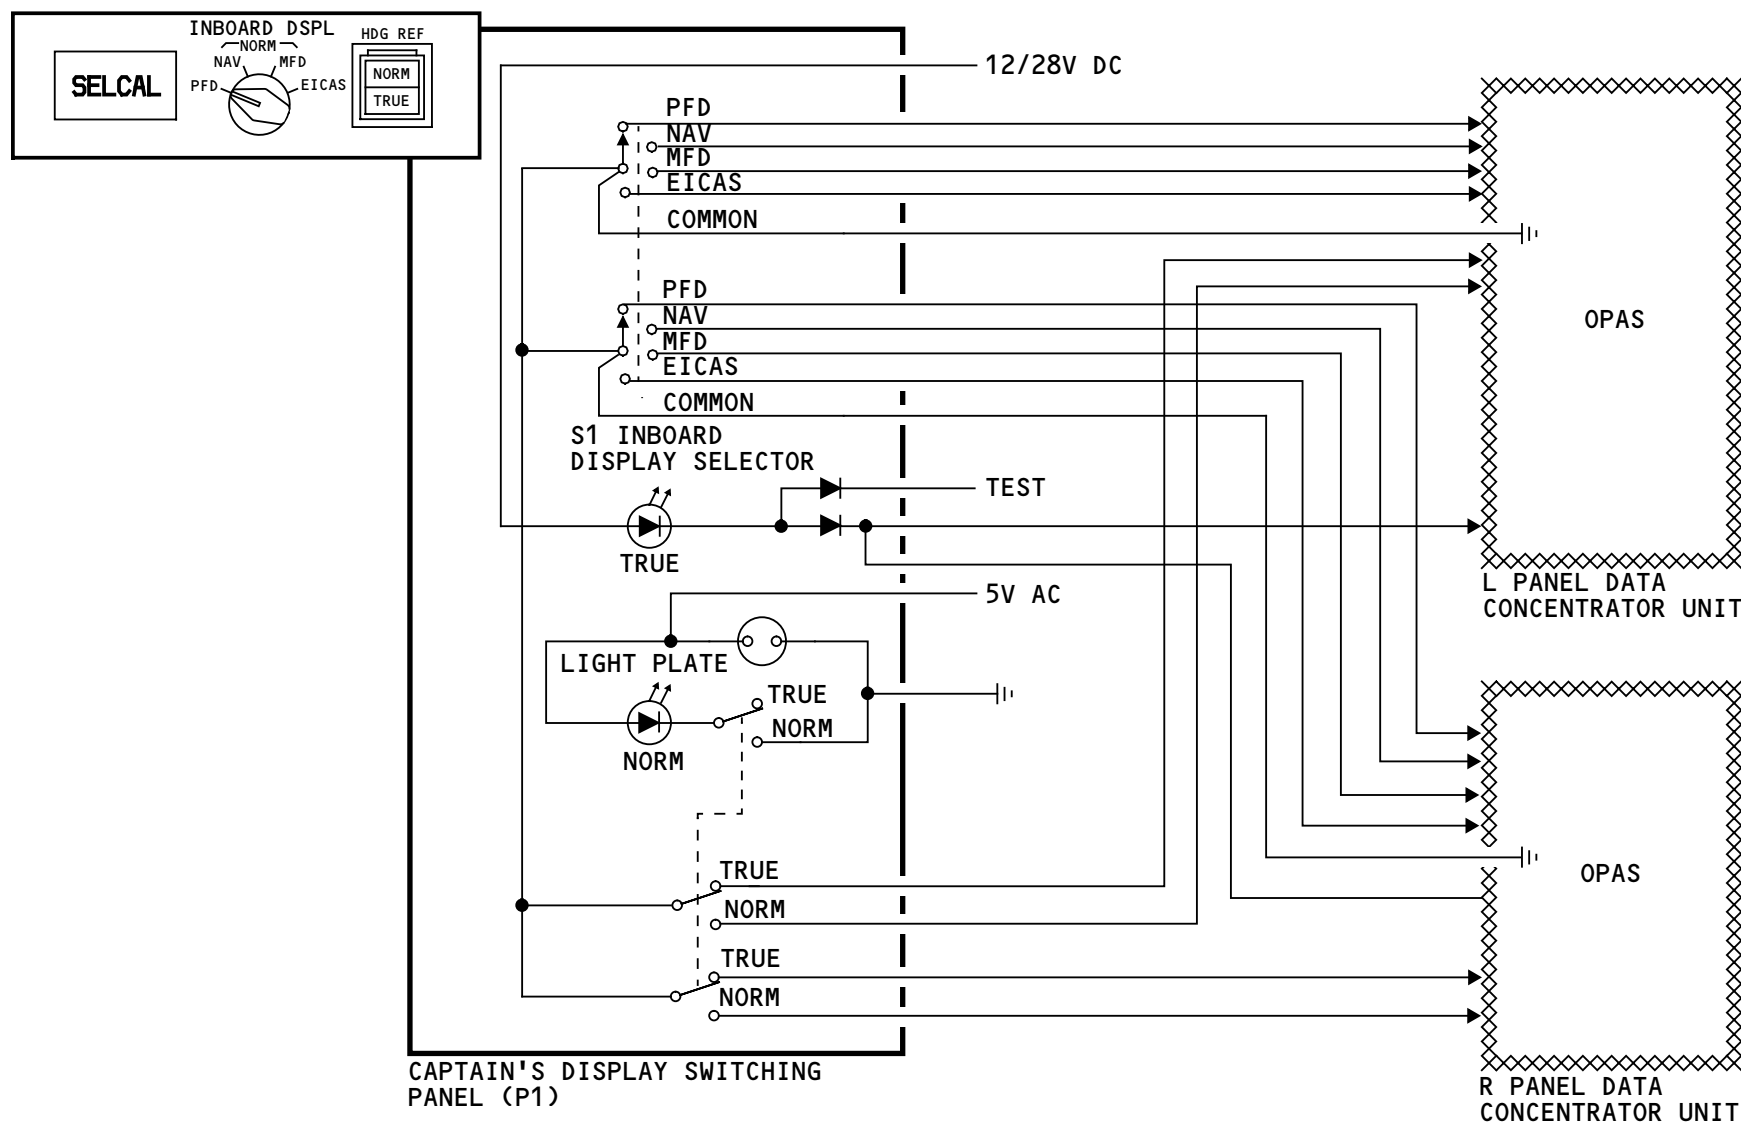 INBOARD DSPL
HDG REF
NORM
NAV
MFD
PFD
EICAS
SELCAL
NORM
TRUE
12/28V DC
PFD
NAV
MFD
EICAS
COMMON
PFD
NAV
MFD
EICAS
COMMON
S1 INBOARD
DISPLAY SELECTOR
TEST
TRUE
5V AC
LIGHT PLATE
TRUE
NORM
NORM
TRUE
NORM
TRUE
NORM
CAPTAIN'S DISPLAY SWITCHING
PANEL (P1)
OPAS
L PANEL DATA
CONCENTRATOR UNIT
OPAS
R PANEL DATA
CONCENTRATOR UNIT